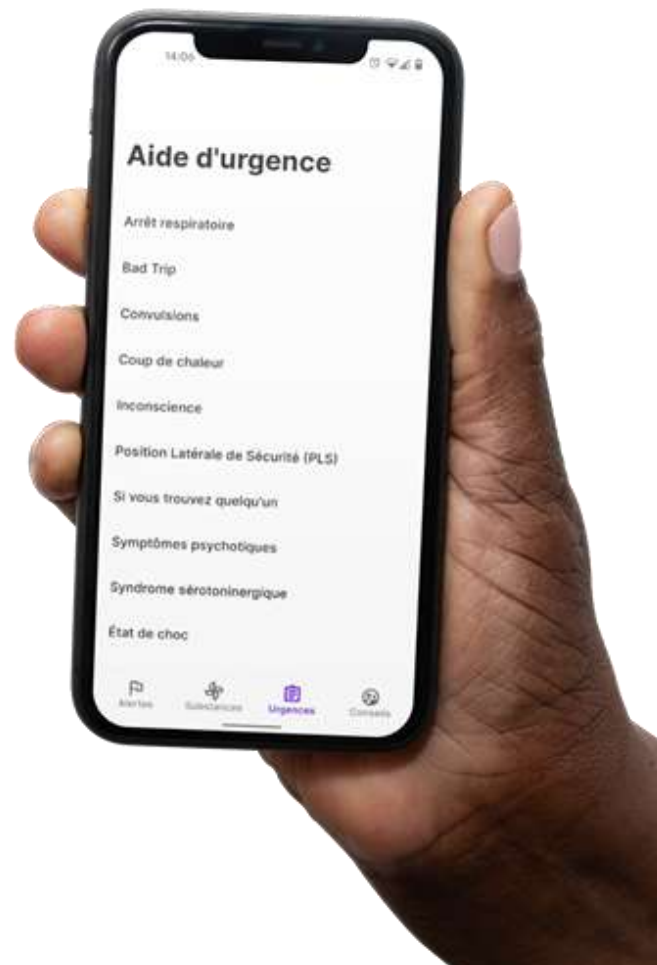 14:06
Aide d'urgence
Arrêt respiratoire
Bad Trip
Convulsions
Coup de chaleur
Inconscience
Position Latérale de Sécurité (PLS)
Si vous trouvez quelqu'un
Symptômes psychotiques
Syndrome sérotoninergique
État de choc
Alertes Substances Urgences Conseils